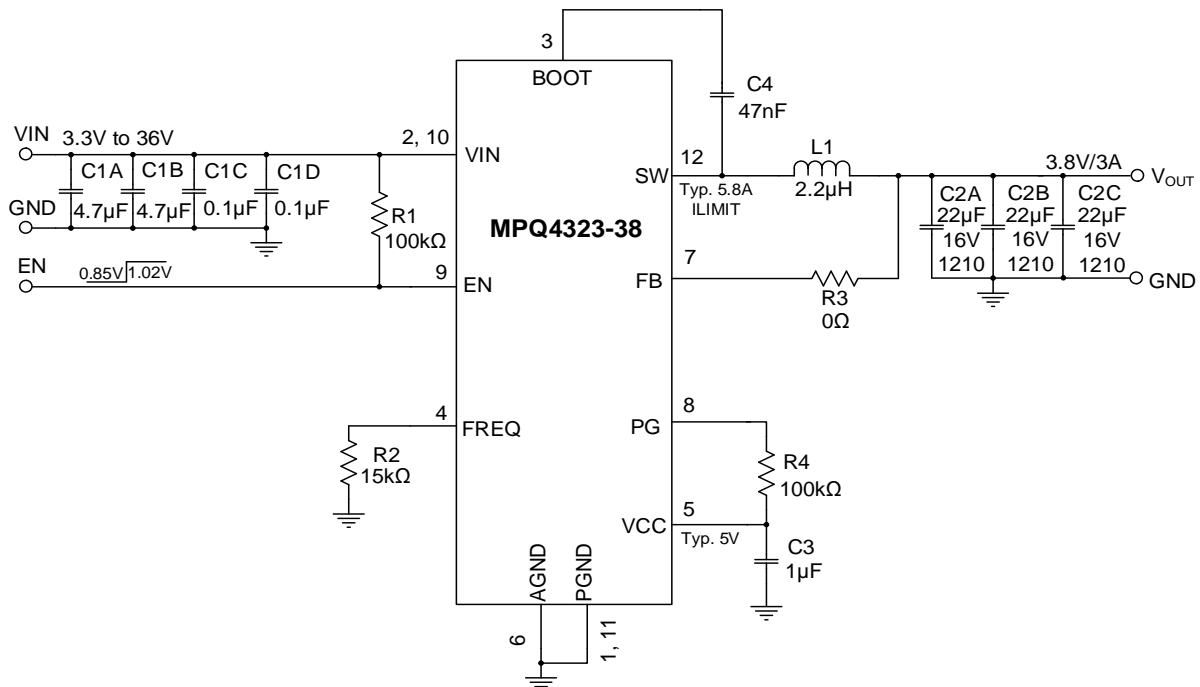 3
BOOT
C4
47nF
VIN
3.3V to 36V
2, 10
VIN
C1A
4.7µF
C1B
4.7µF
C1C
0.1µF
C1D
0.1µF
GND
R1
100kΩ
EN
0.85V
1.02V
9
EN
MPQ4323-38
12
SW
Typ. 5.8A
ILIMIT
L1
2.2µH
3.8V/3A
VOUT
C2A
22µF
16V
1210
C2B
22µF
16V
1210
C2C
22µF
16V
1210
GND
7
FB
R3
0Ω
4
FREQ
R2
15kΩ
8
PG
R4
100kΩ
5
VCC
Typ. 5V
C3
1µF
AGND
PGND
6
1, 11